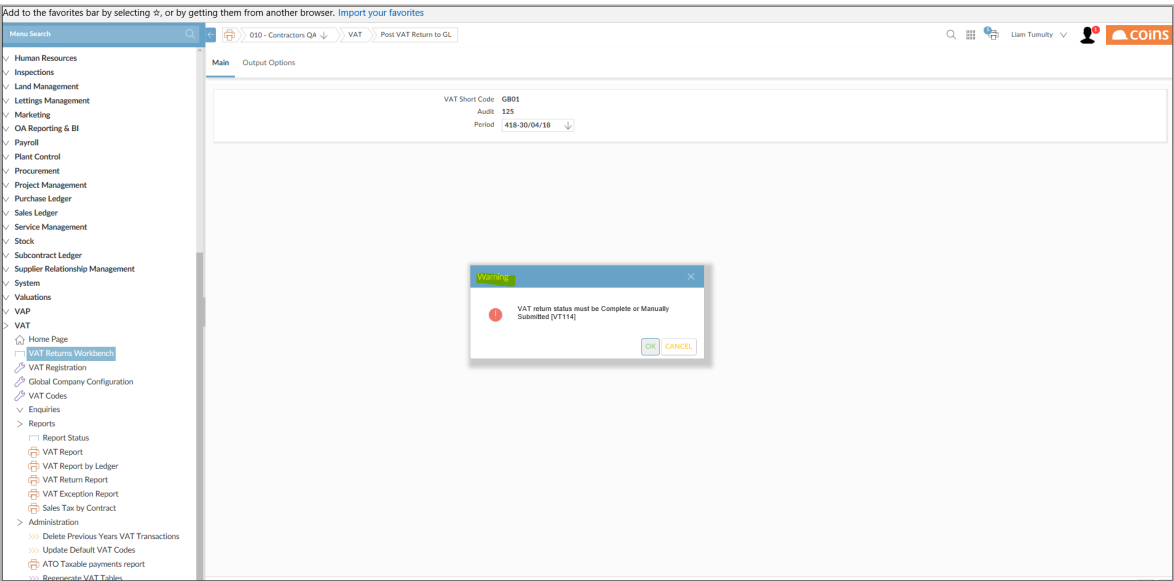 Add to the favorites bar by selecting ☆, or by getting them from another browser. Import your favorites
Menu Search
010 - Contractors QA
VAT
Post VAT Return to GL
Liam Tumulty
coins
Human Resources
Inspections
Land Management
Lettings Management
Marketing
OA Reporting & BI
Payroll
Plant Control
Procurement
Project Management
Purchase Ledger
Sales Ledger
Service Management
Stock
Subcontract Ledger
Supplier Relationship Management
System
Valuations
VAP
VAT
Home Page
VAT Returns Workbench
VAT Registration
Global Company Configuration
VAT Codes
Enquiries
Reports
Report Status
VAT Report
VAT Report by Ledger
VAT Return Report
VAT Exception Report
Sales Tax by Contract
Administration
Delete Previous Years VAT Transactions
Update Default VAT Codes
ATO Taxable payments report
Regenerate VAT Tables
Main Output Options
VAT Short Code GB01
Audit 125
Period 418-30/04/18
Warning
VAT return status must be Complete or Manually
Submitted [VT114]
OK CANCEL